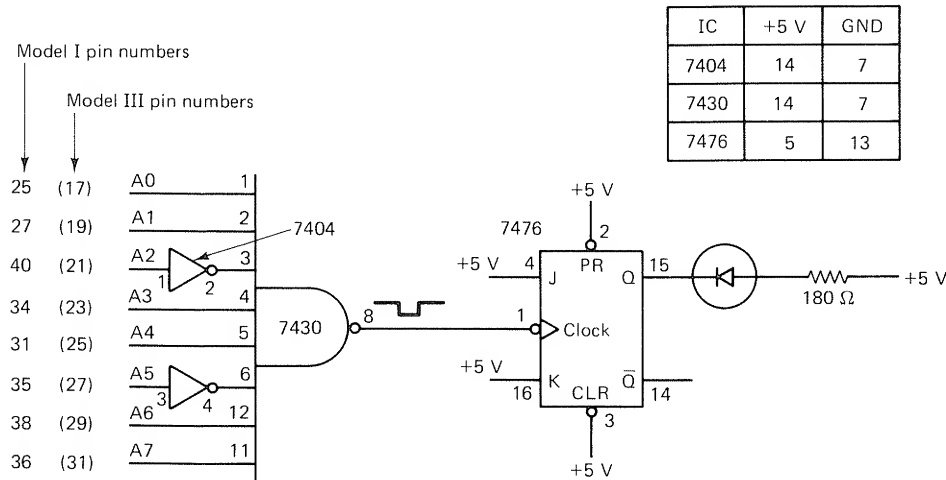 Model I pin numbers
Model III pin numbers
IC +5 V GND
7404 14 7
7430 14 7
7476 5 13
25 (17) A0 1
27 (19) A1 2
7404
40 (21) A2 1 2 3
34 (23) A3 4
31 (25) A4 5
35 (27) A5 3 4 6
38 (29) A6 12
36 (31) A7 11
7430
8
+5 V
7476 2
PR
+5 V 4 J Q 15
180 Ω
+5 V
1 Clock
+5 V 16 K Q̅ 14
CLR
3
+5 V